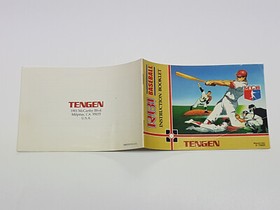 TENGEN
1901 McCarthy Blvd.
Milpitas, CA 95035
U.S.A.
RBI BASEBALL
INSTRUCTION BOOKLET
TENGEN